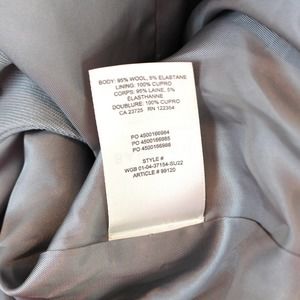 BODY: 95% WOOL, 5% ELASTANE
LINING: 100% CUPRO
CORPS: 95% LAINE, 5%
ÉLASTHANNE
DOUBLURE: 100% CUPRO
CA 23725 RN 122354
PO 4500166984
PO 4500166985
PO 4500166986
STYLE #
WGB 01-04-37154-SU22
ARTICLE # 99120